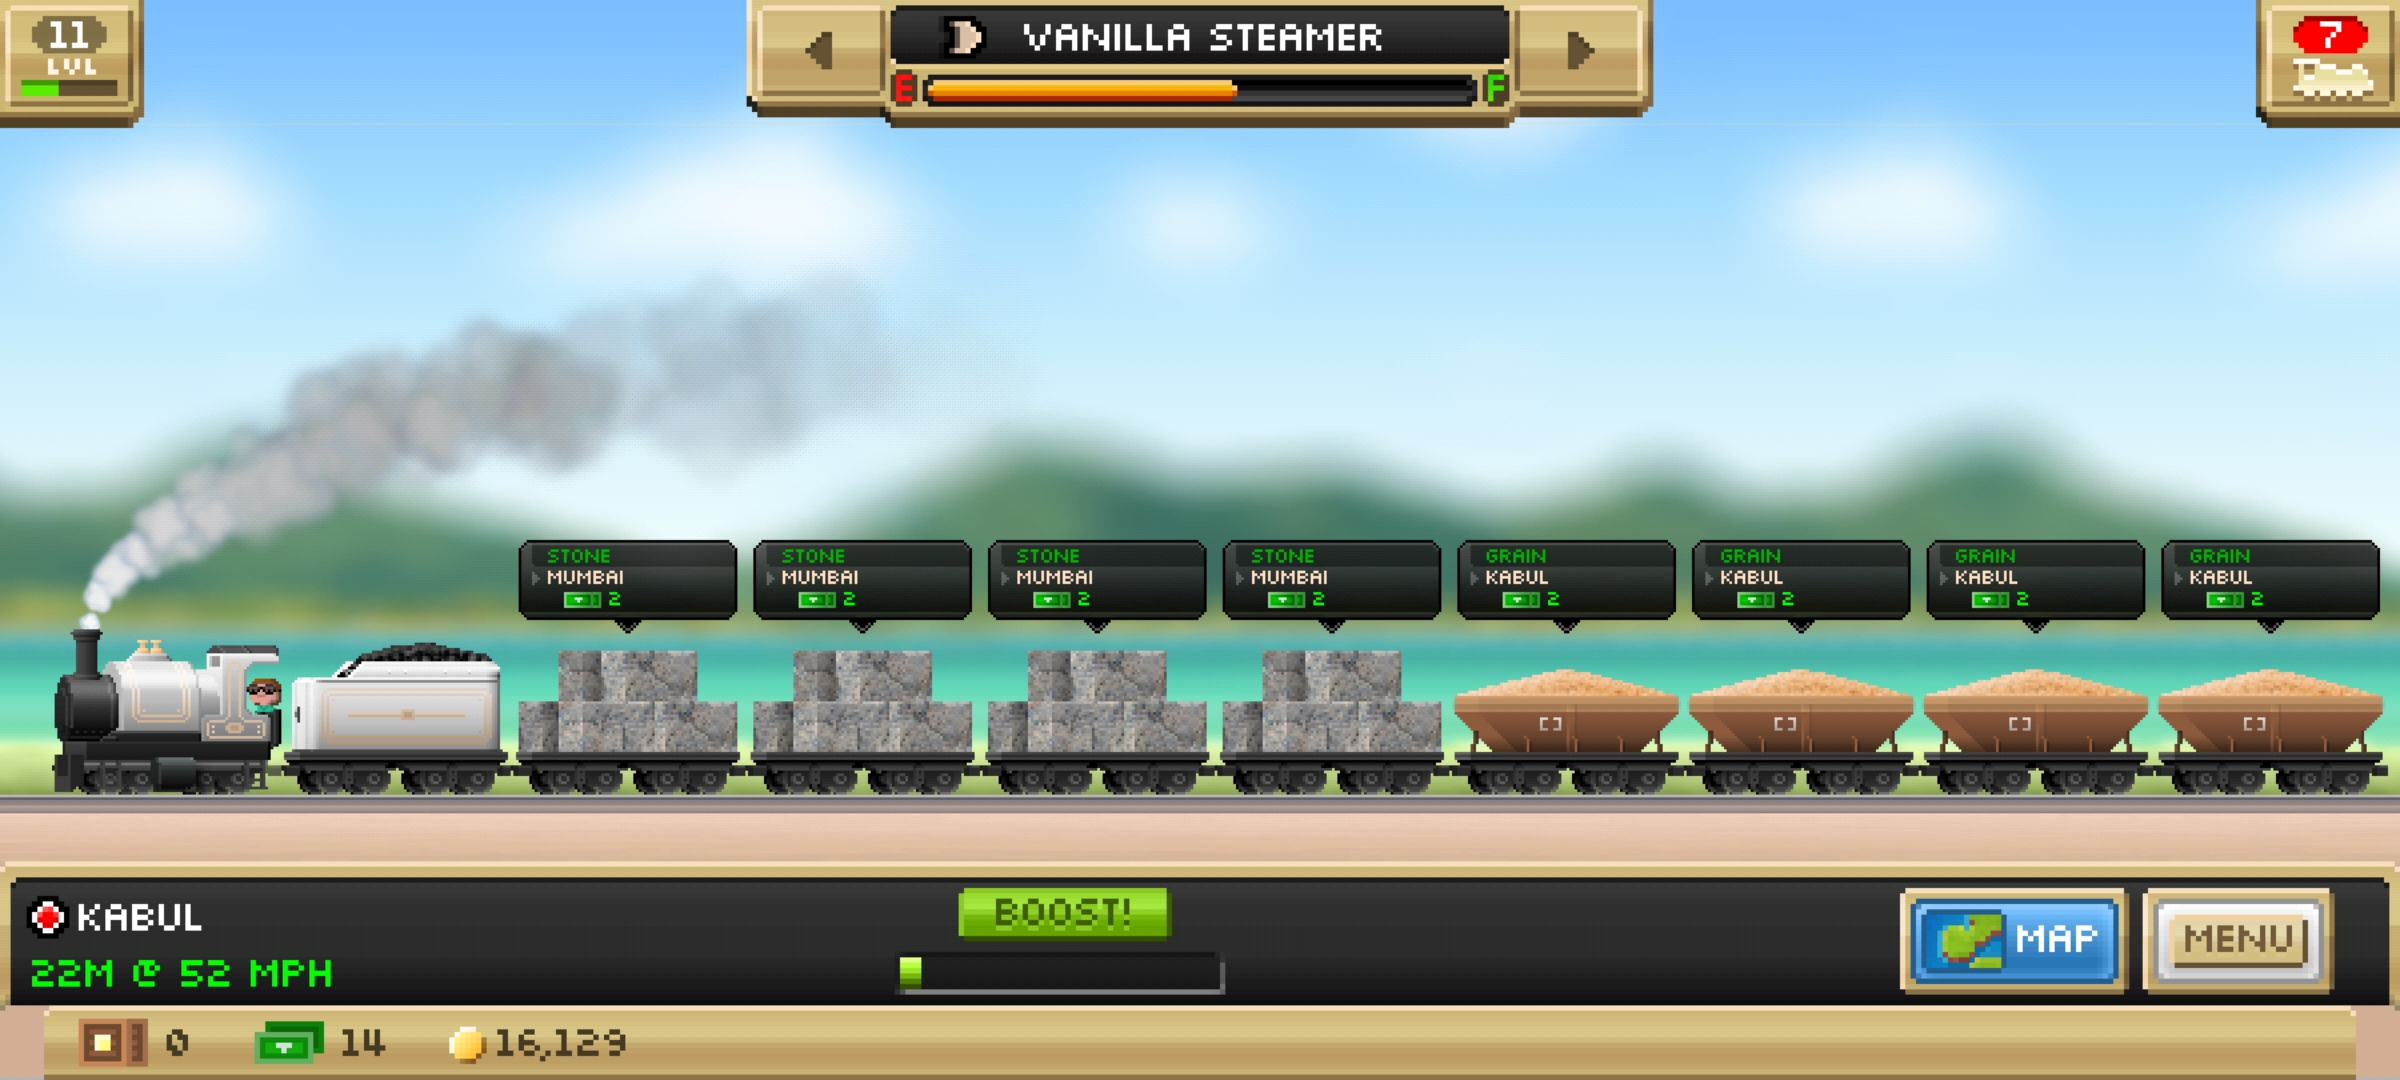 11
LVL
VANILLA STEAMER
E F
7
STONE
MUMBAI
2
STONE
MUMBAI
2
STONE
MUMBAI
2
STONE
MUMBAI
2
GRAIN
KABUL
2
GRAIN
KABUL
2
GRAIN
KABUL
2
GRAIN
KABUL
2
KABUL
22M @ 52 MPH
BOOST!
MAP
MENU
0 14 16,129